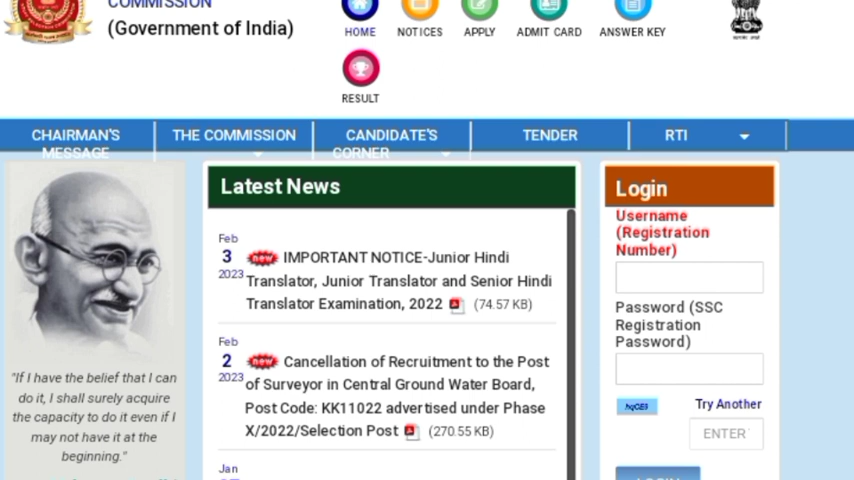 COMMISSION
(Government of India)
HOME
NOTICES
APPLY
ADMIT CARD
ANSWER KEY
RESULT
CHAIRMAN'S
MESSAGE
THE COMMISSION
CANDIDATE'S
CORNER
TENDER
RTI
"If I have the belief that I can
do it, I shall surely acquire
the capacity to do it even if I
may not have it at the
beginning."
Latest News
Feb
3
2023
new IMPORTANT NOTICE-Junior Hindi
Translator, Junior Translator and Senior Hindi
Translator Examination, 2022 (74.57 KB)
Feb
2
2023
new Cancellation of Recruitment to the Post
of Surveyor in Central Ground Water Board,
Post Code: KK11022 advertised under Phase
X/2022/Selection Post (270.55 KB)
Jan
Login
Username
(Registration
Number)
Password (SSC
Registration
Password)
Try Another
ENTER
LOGIN